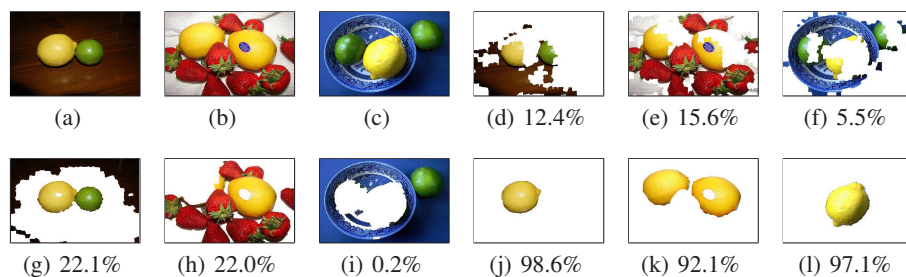 (a) (b) (c) (d) 12.4% (e) 15.6% (f) 5.5%
(g) 22.1% (h) 22.0% (i) 0.2% (j) 98.6% (k) 92.1% (l) 97.1%